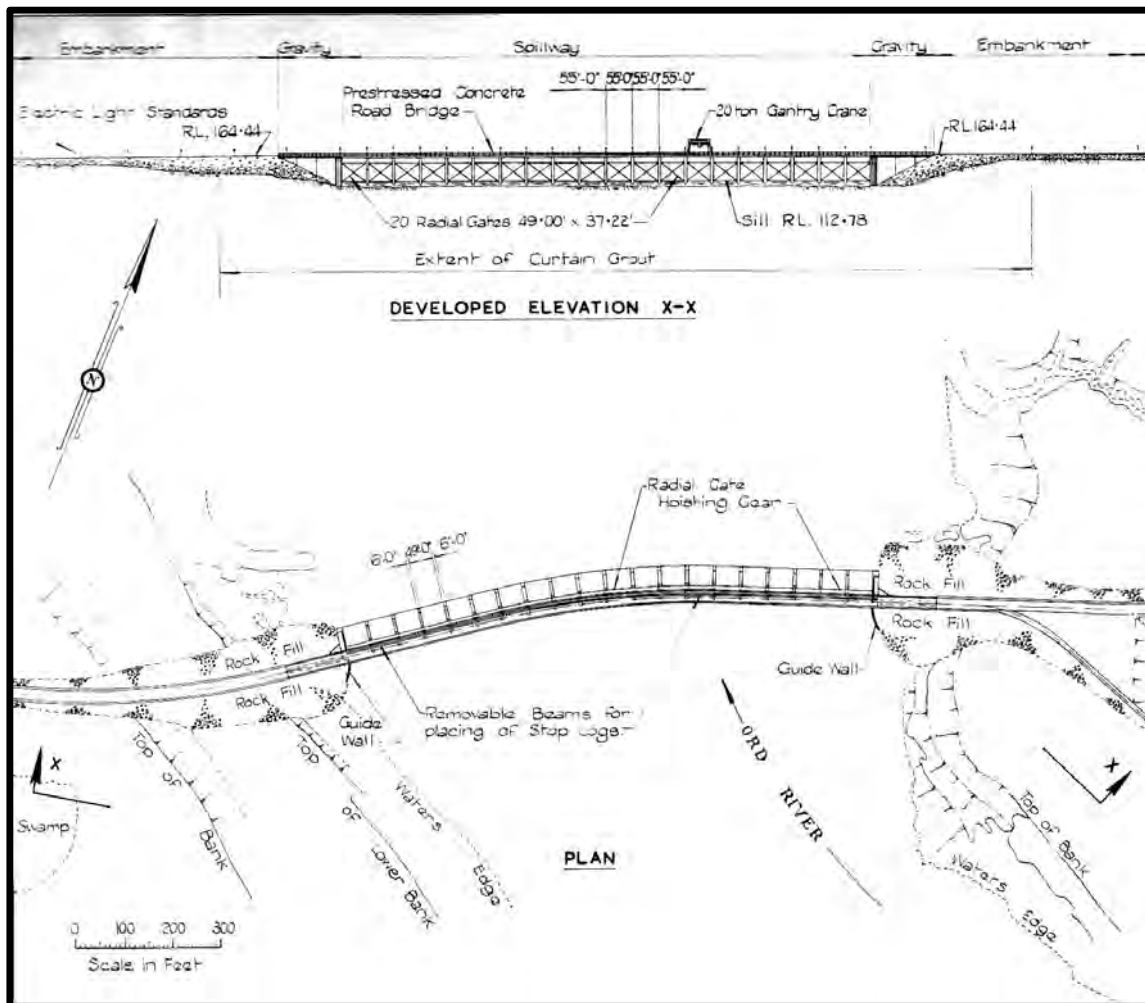 Embankment
Gravity
Spillway
Gravity
Embankment
55'-0" 55'-0" 55'-0" 55'-0"
Prestressed Concrete
Road Bridge
20 ton Gantry Crane
Electric Light Standards
R.L. 164·44
R.L. 164·44
20 Radial Gates 49·00' x 37·22'
Sill R.L. 112·78
Extent of Curtain Grout
DEVELOPED ELEVATION X-X
N
Radial Gate
Hoisting Gear
6'-0" 49'-0" 6'-0"
Rock Fill
Rock Fill
Rock Fill
Rock Fill
Guide Wall
Guide
Wall
Removable Beams for
placing of Stop Logs
X
Swamp
Top of
Bank
Top
of
Lower Bank
Waters
Edge
ORD RIVER
X
Top of Bank
Waters
Edge
PLAN
0 100 200 300
Scale in Feet